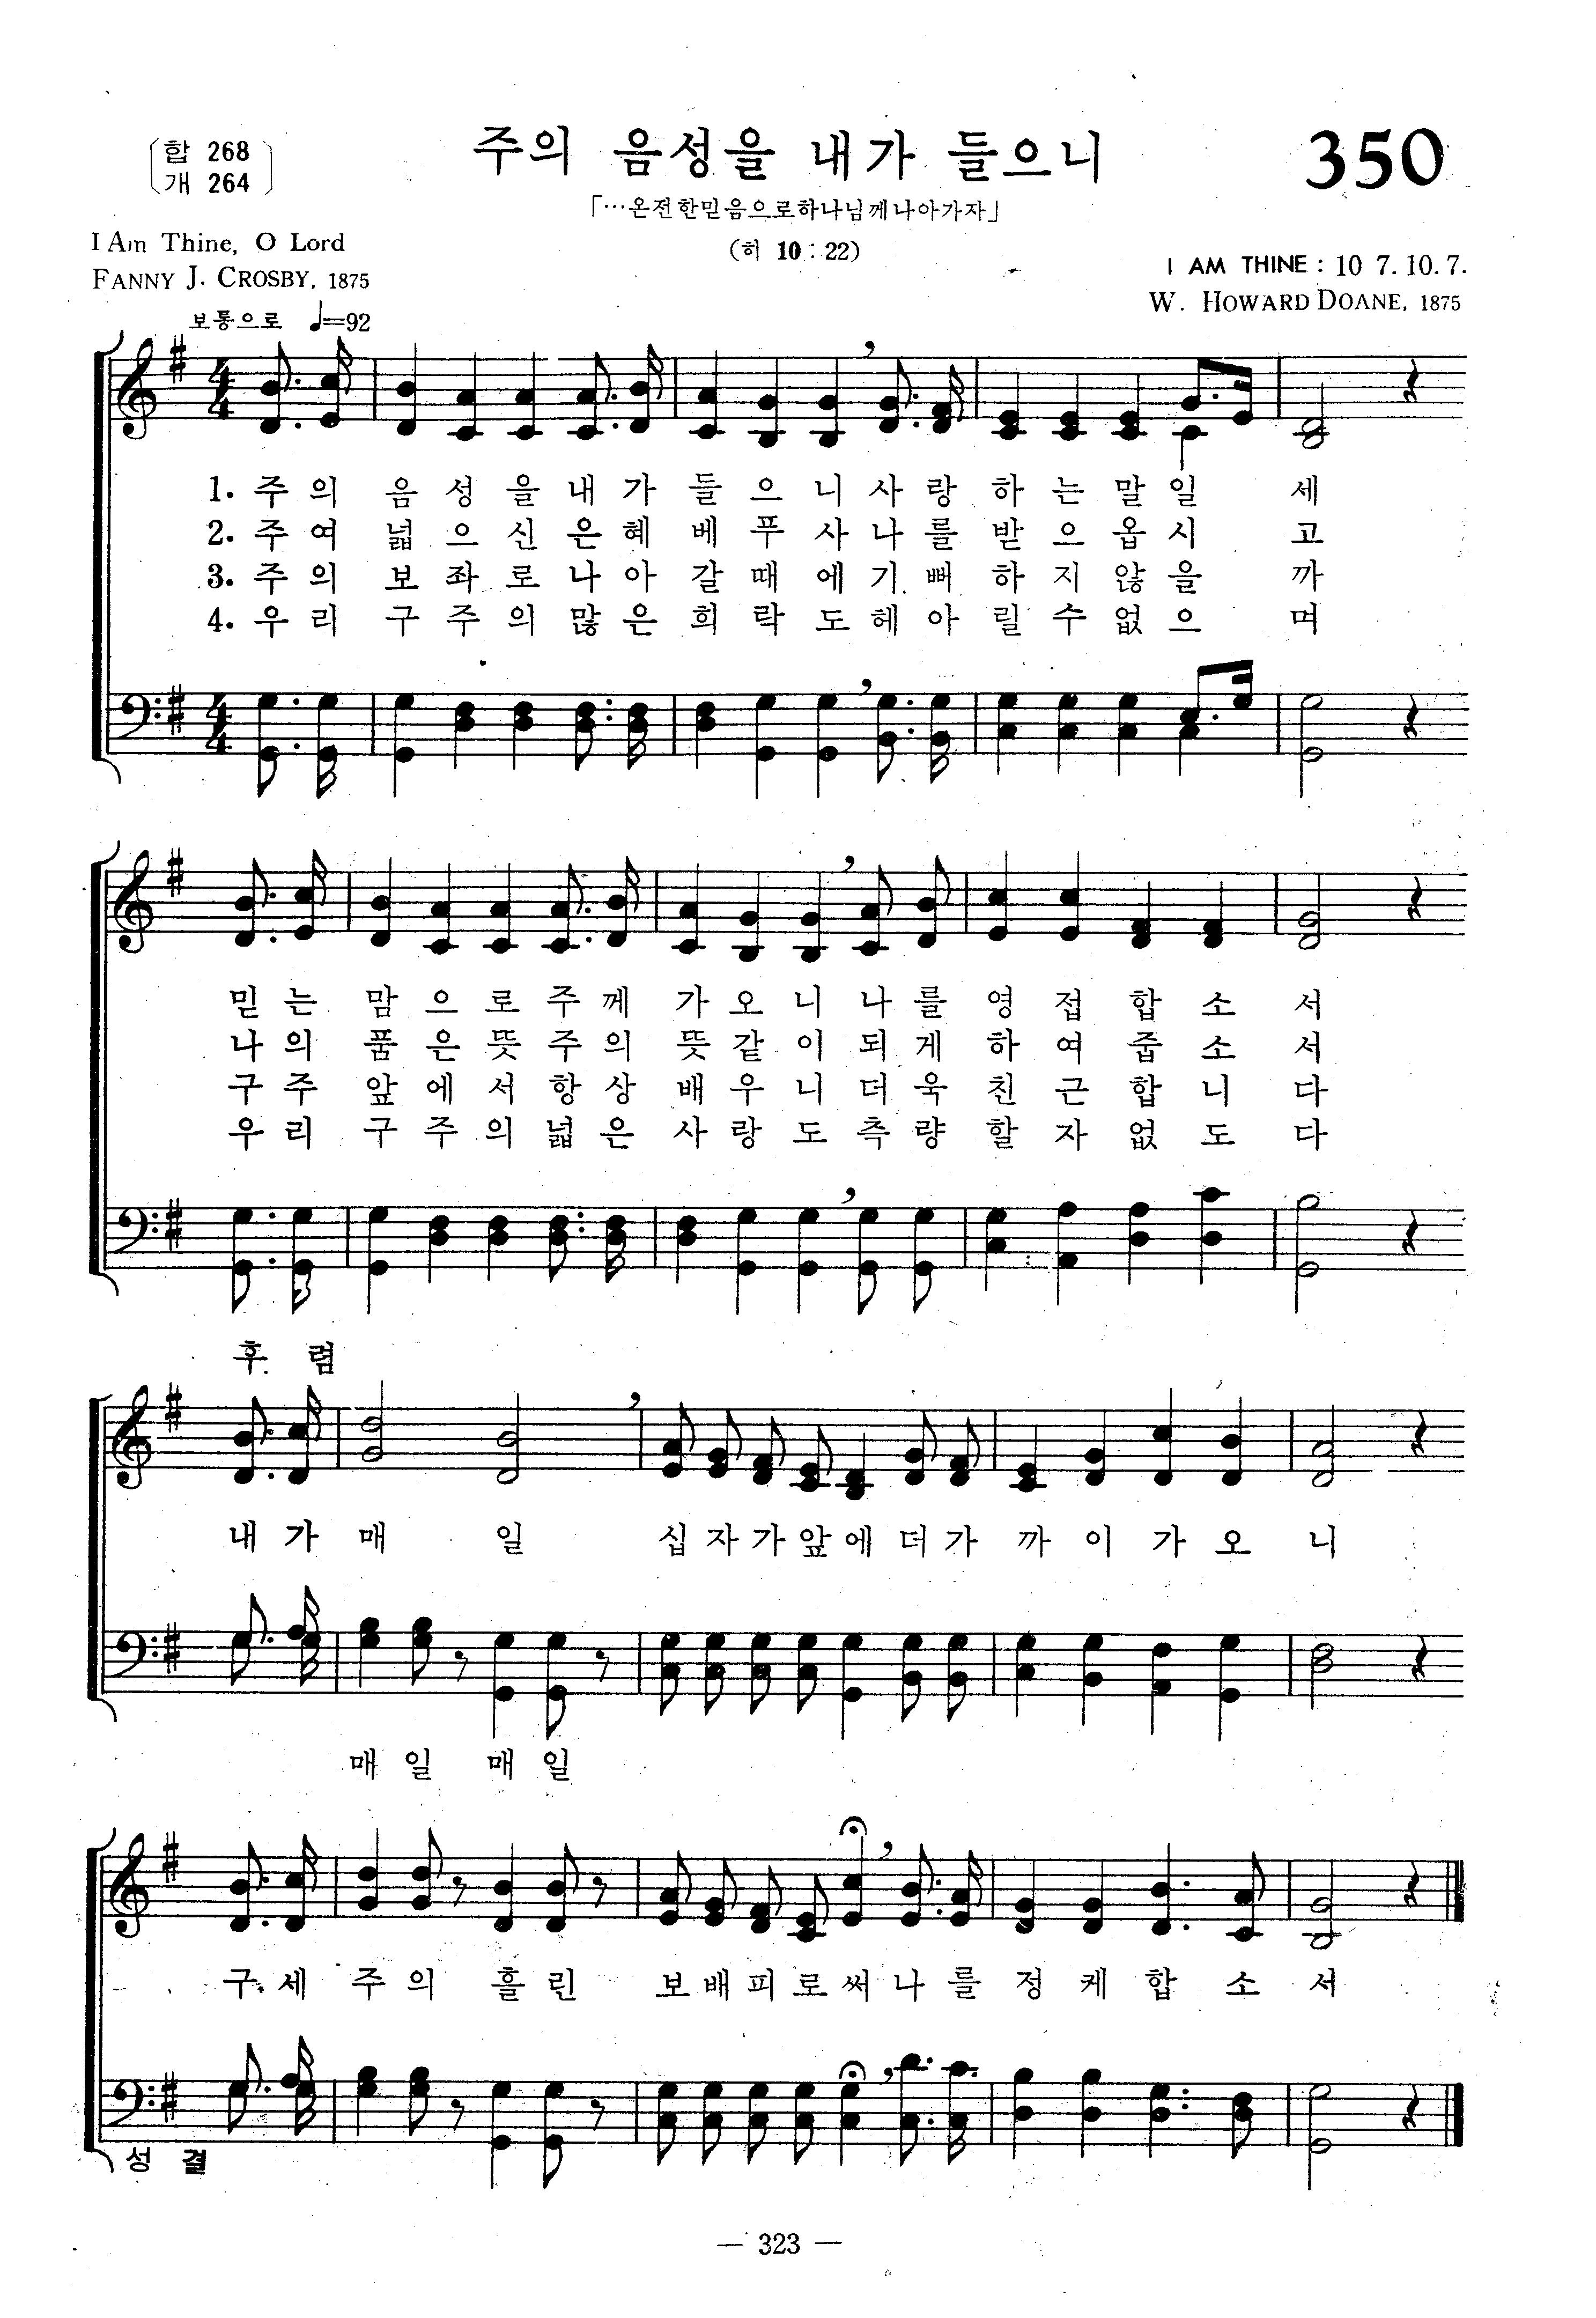 합 268
개 264
주의 음성을 내가 들으니
350
「…온전한믿음으로하나님께나아가자」
(히 10 : 22)
I Am Thine, O Lord
FANNY J. CROSBY, 1875
I AM THINE : 10 7. 10. 7.
W. HOWARD DOANE, 1875
보통으로 ♩=92
1. 주의 음성을내가 들으니사랑 하는말일 세
2. 주여 넓으신은혜 베푸사나를 받으옵시 고
3. 주의 보좌로나아 갈때에기뻐 하지않을 까
4. 우리 구주의많은 희락도헤아 릴수없으 며
믿는 맘으로주께 가오니나를 영접합소 서
나의 품은뜻주의 뜻같이되게 하여줍소 서
구주 앞에서항상 배우니더욱 친근합니 다
우리 구주의넓은 사랑도측량 할자없도 다
후 렴
내가 매 일 십자가앞에더가 까이가오 니
매일 매일
구세 주의 흘린 보배피로써나를 정케합소 서
성 결
— 323 —